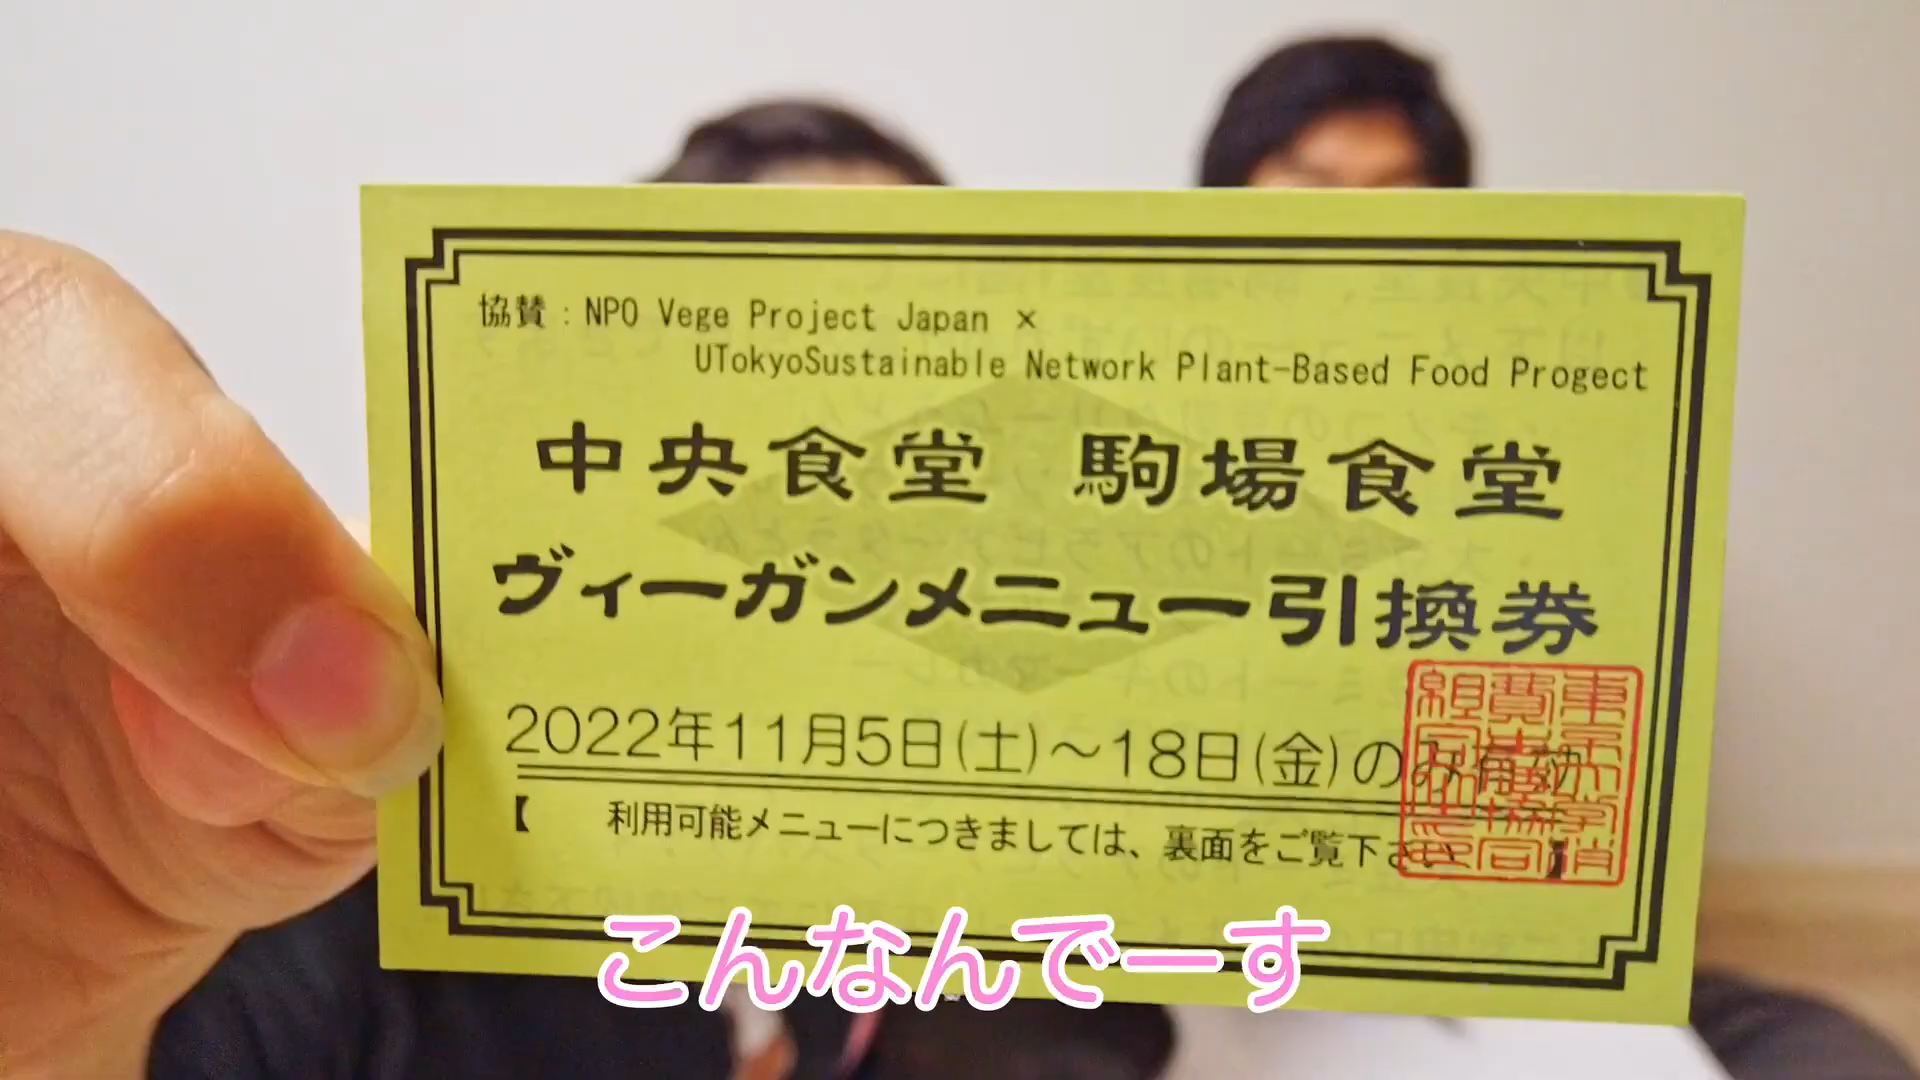 協賛：NPO Vege Project Japan ×
UTokyoSustainable Network Plant-Based Food Progect
中央食堂 駒場食堂
ヴィーガンメニュー引換券
2022年11月5日(土)～18日(金)のみ有効
【 利用可能メニューにつきましては、裏面をご覧下さい 】
こんなんでーす